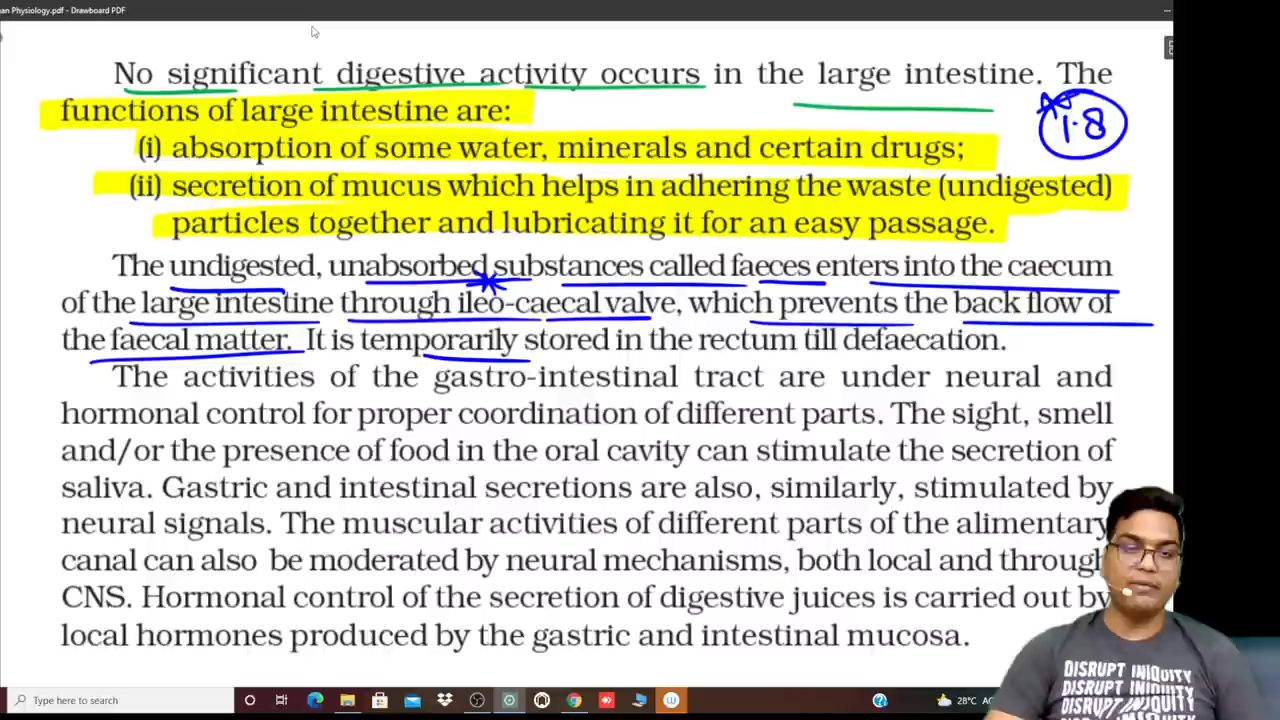 an Physiology.pdf - Drawboard PDF
No significant digestive activity occurs in the large intestine. The
functions of large intestine are:
1.8
(i) absorption of some water, minerals and certain drugs;
(ii) secretion of mucus which helps in adhering the waste (undigested)
particles together and lubricating it for an easy passage.
The undigested, unabsorbed substances called faeces enters into the caecum
of the large intestine through ileo-caecal valve, which prevents the back flow of
the faecal matter. It is temporarily stored in the rectum till defaecation.
The activities of the gastro-intestinal tract are under neural and
hormonal control for proper coordination of different parts. The sight, smell
and/or the presence of food in the oral cavity can stimulate the secretion of
saliva. Gastric and intestinal secretions are also, similarly, stimulated by
neural signals. The muscular activities of different parts of the alimentary
canal can also be moderated by neural mechanisms, both local and through
CNS. Hormonal control of the secretion of digestive juices is carried out by
local hormones produced by the gastric and intestinal mucosa.
DISRUPT INIQUITY
DISRUPT INIQUITY
DISRUPT INIQUITY
Type here to search
28°C